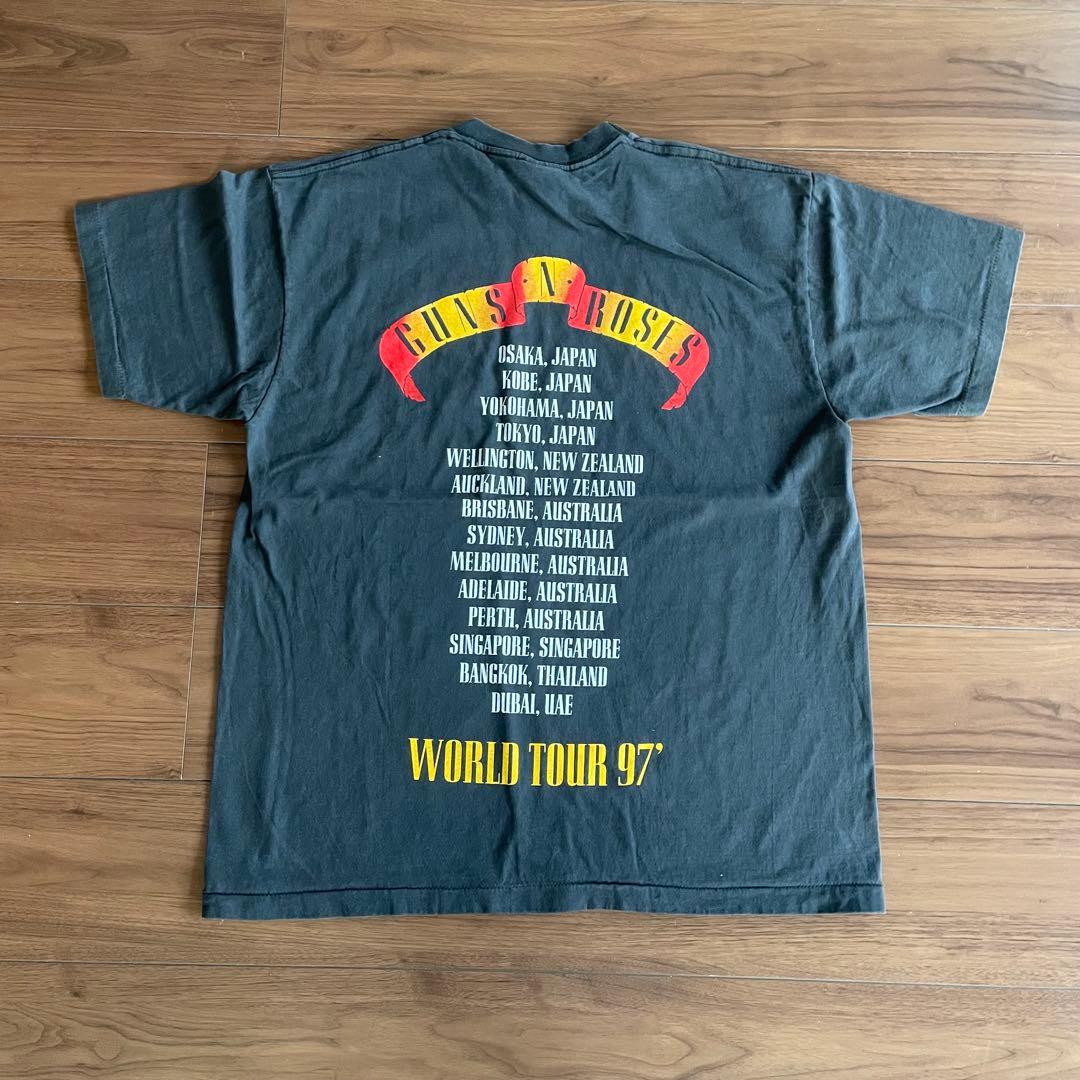 GUNS·N·ROSES
OSAKA, JAPAN
KOBE, JAPAN
YOKOHAMA, JAPAN
TOKYO, JAPAN
WELLINGTON, NEW ZEALAND
AUCKLAND, NEW ZEALAND
BRISBANE, AUSTRALIA
SYDNEY, AUSTRALIA
MELBOURNE, AUSTRALIA
ADELAIDE, AUSTRALIA
PERTH, AUSTRALIA
SINGAPORE, SINGAPORE
BANGKOK, THAILAND
DUBAI, UAE
WORLD TOUR 97’